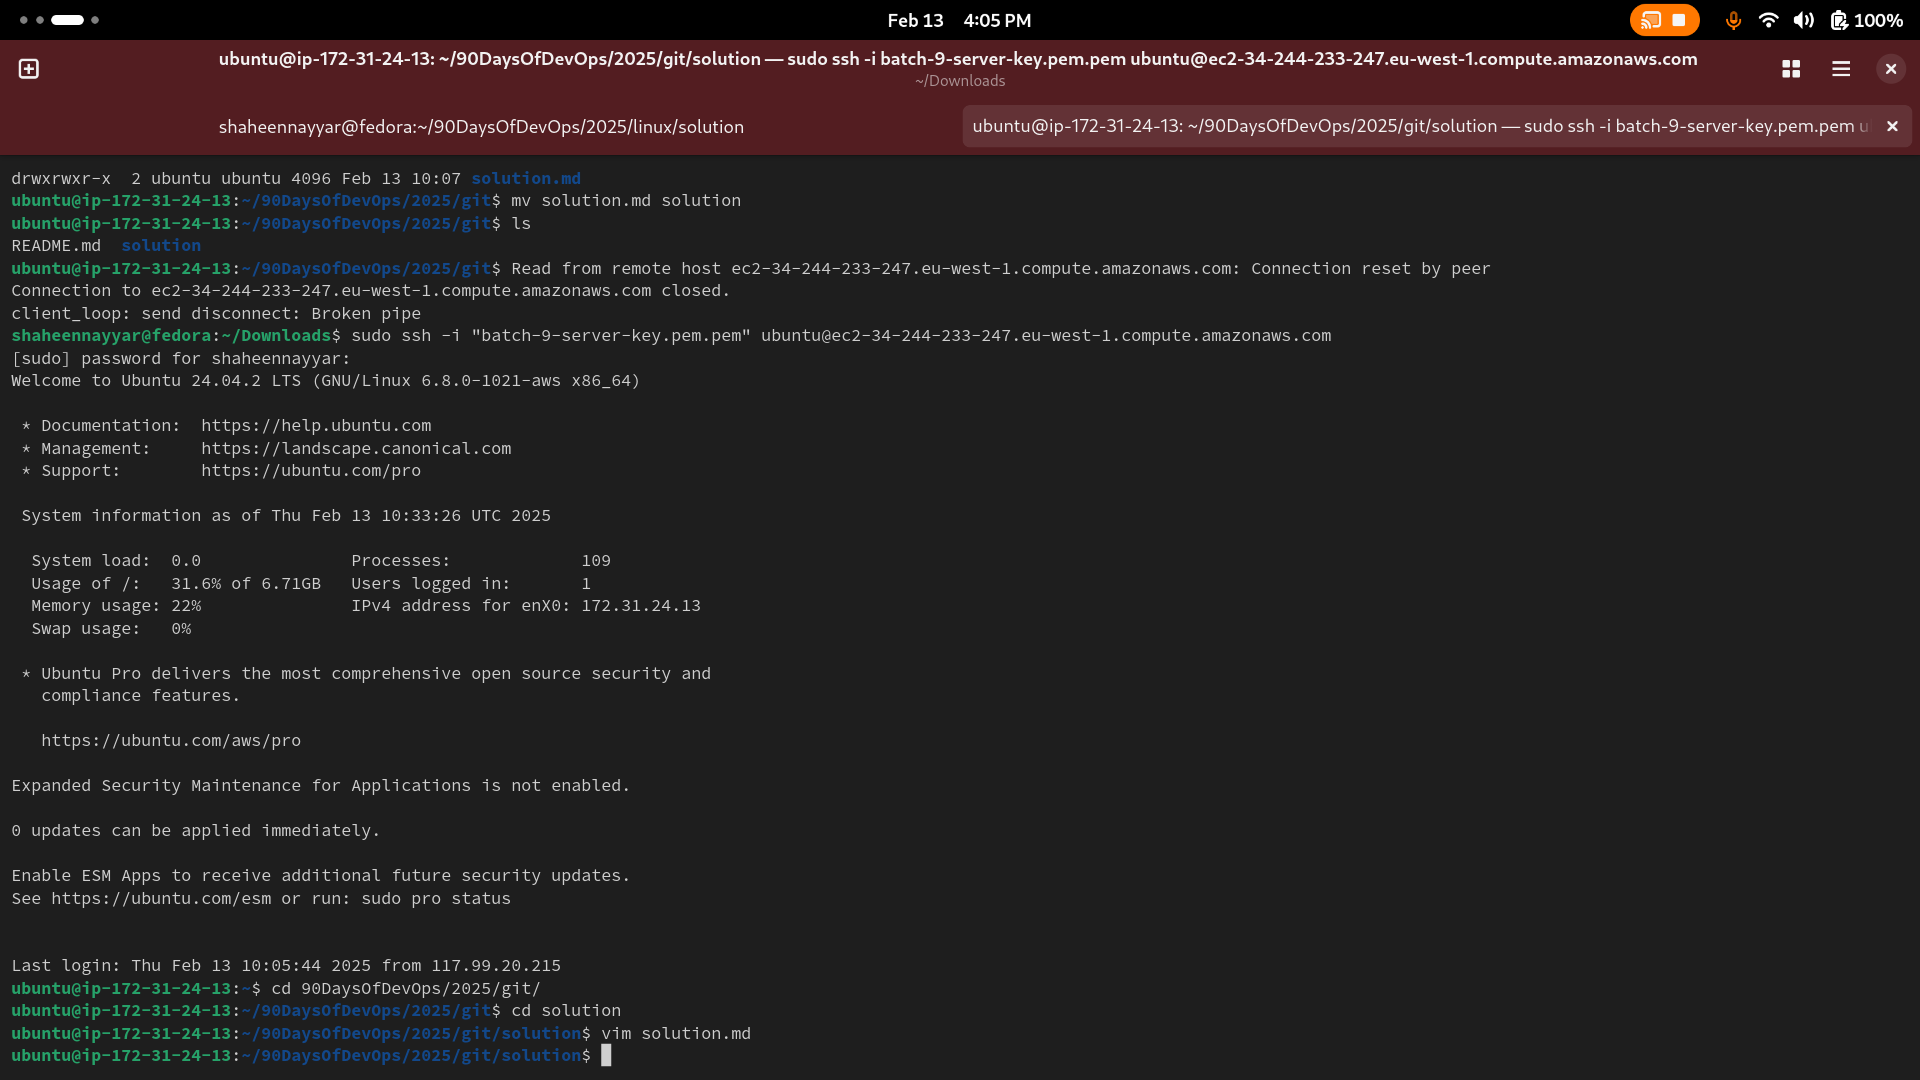 Feb 13 4:05 PM
100%
ubuntu@ip-172-31-24-13: ~/90DaysOfDevOps/2025/git/solution — sudo ssh -i batch-9-server-key.pem.pem ubuntu@ec2-34-244-233-247.eu-west-1.compute.amazonaws.com
~/Downloads
shaheennayyar@fedora:~/90DaysOfDevOps/2025/linux/solution
ubuntu@ip-172-31-24-13: ~/90DaysOfDevOps/2025/git/solution — sudo ssh -i batch-9-server-key.pem.pem u
drwxrwxr-x  2 ubuntu ubuntu 4096 Feb 13 10:07 solution.md
ubuntu@ip-172-31-24-13:~/90DaysOfDevOps/2025/git$ mv solution.md solution
ubuntu@ip-172-31-24-13:~/90DaysOfDevOps/2025/git$ ls
README.md  solution
ubuntu@ip-172-31-24-13:~/90DaysOfDevOps/2025/git$ Read from remote host ec2-34-244-233-247.eu-west-1.compute.amazonaws.com: Connection reset by peer
Connection to ec2-34-244-233-247.eu-west-1.compute.amazonaws.com closed.
client_loop: send disconnect: Broken pipe
shaheennayyar@fedora:~/Downloads$ sudo ssh -i "batch-9-server-key.pem.pem" ubuntu@ec2-34-244-233-247.eu-west-1.compute.amazonaws.com
[sudo] password for shaheennayyar:
Welcome to Ubuntu 24.04.2 LTS (GNU/Linux 6.8.0-1021-aws x86_64)
* Documentation:  https://help.ubuntu.com
* Management:     https://landscape.canonical.com
* Support:        https://ubuntu.com/pro
System information as of Thu Feb 13 10:33:26 UTC 2025
System load:  0.0               Processes:             109
Usage of /:   31.6% of 6.71GB   Users logged in:       1
Memory usage: 22%               IPv4 address for enX0: 172.31.24.13
Swap usage:   0%
* Ubuntu Pro delivers the most comprehensive open source security and
compliance features.
https://ubuntu.com/aws/pro
Expanded Security Maintenance for Applications is not enabled.
0 updates can be applied immediately.
Enable ESM Apps to receive additional future security updates.
See https://ubuntu.com/esm or run: sudo pro status
Last login: Thu Feb 13 10:05:44 2025 from 117.99.20.215
ubuntu@ip-172-31-24-13:~$ cd 90DaysOfDevOps/2025/git/
ubuntu@ip-172-31-24-13:~/90DaysOfDevOps/2025/git$ cd solution
ubuntu@ip-172-31-24-13:~/90DaysOfDevOps/2025/git/solution$ vim solution.md
ubuntu@ip-172-31-24-13:~/90DaysOfDevOps/2025/git/solution$